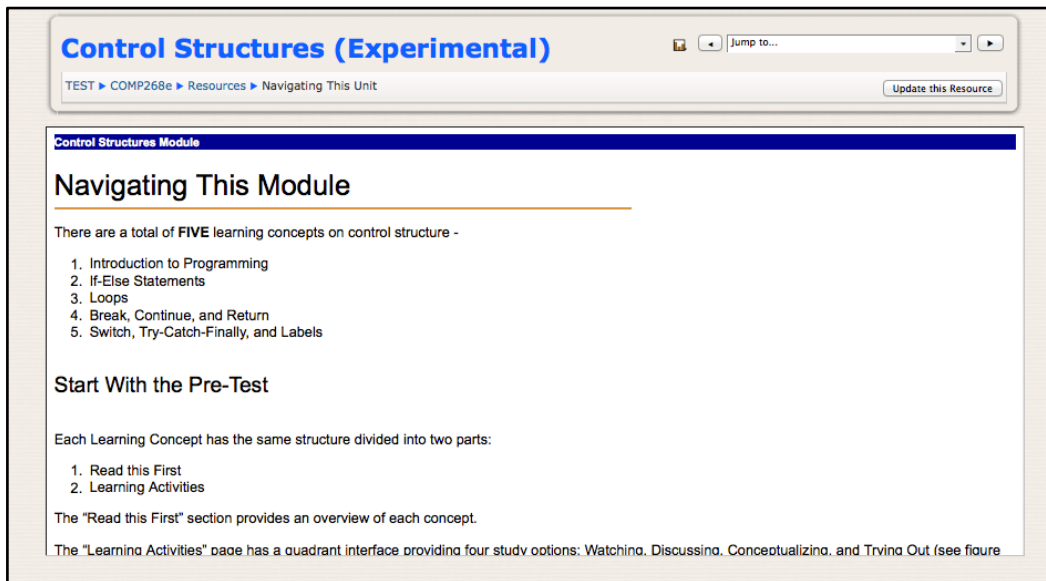 Control Structures (Experimental)
Jump to...
TEST ► COMP268e ► Resources ► Navigating This Unit
Update this Resource
Control Structures Module
Navigating This Module
There are a total of FIVE learning concepts on control structure -
1. Introduction to Programming
2. If-Else Statements
3. Loops
4. Break, Continue, and Return
5. Switch, Try-Catch-Finally, and Labels
Start With the Pre-Test
Each Learning Concept has the same structure divided into two parts:
1. Read this First
2. Learning Activities
The “Read this First” section provides an overview of each concept.
The “Learning Activities” page has a quadrant interface providing four study options: Watching, Discussing, Conceptualizing, and Trying Out (see figure